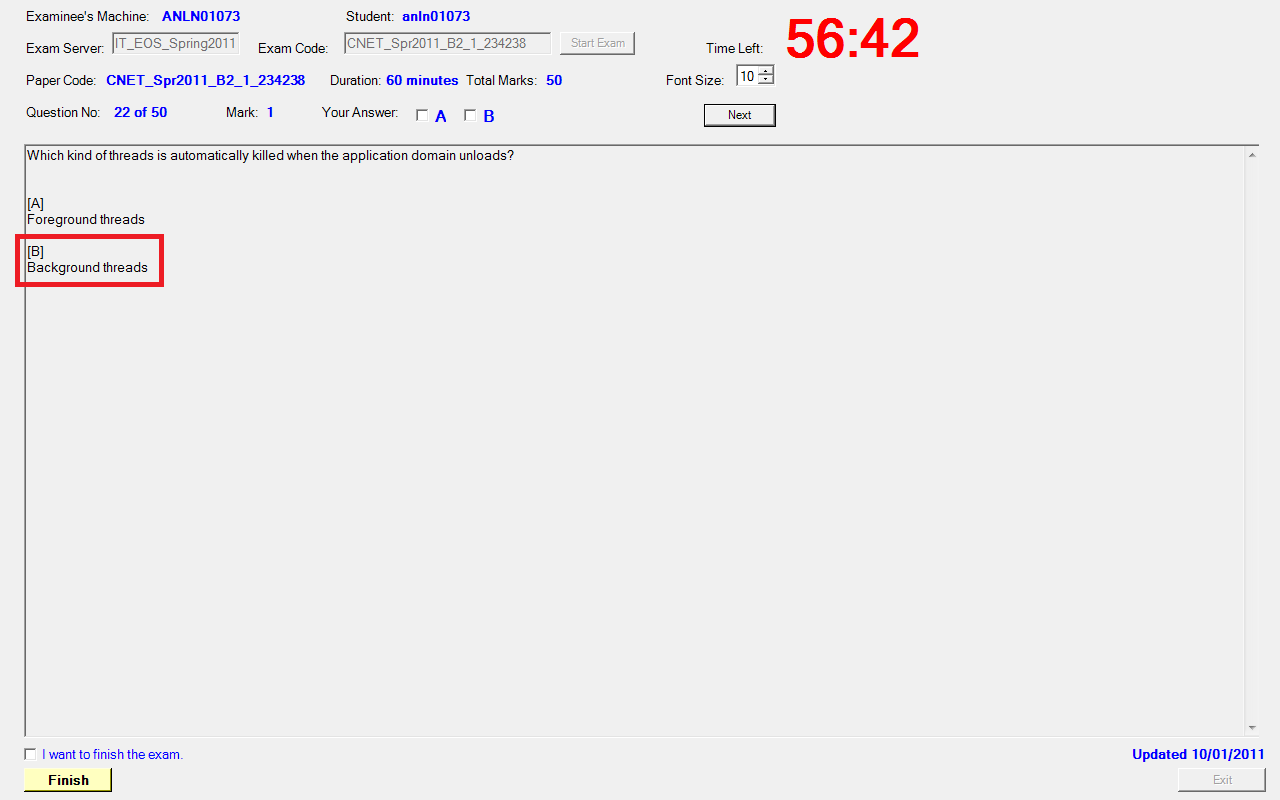 Examinee's Machine: ANLN01073 Student: anln01073
Exam Server: IT_EOS_Spring2011 Exam Code: CNET_Spr2011_B2_1_234238 Start Exam Time Left: 56:42
Paper Code: CNET_Spr2011_B2_1_234238 Duration: 60 minutes Total Marks: 50 Font Size: 10
Question No: 22 of 50 Mark: 1 Your Answer: A B Next
Which kind of threads is automatically killed when the application domain unloads?
[A]
Foreground threads
[B]
Background threads
I want to finish the exam. Updated 10/01/2011
Finish Exit